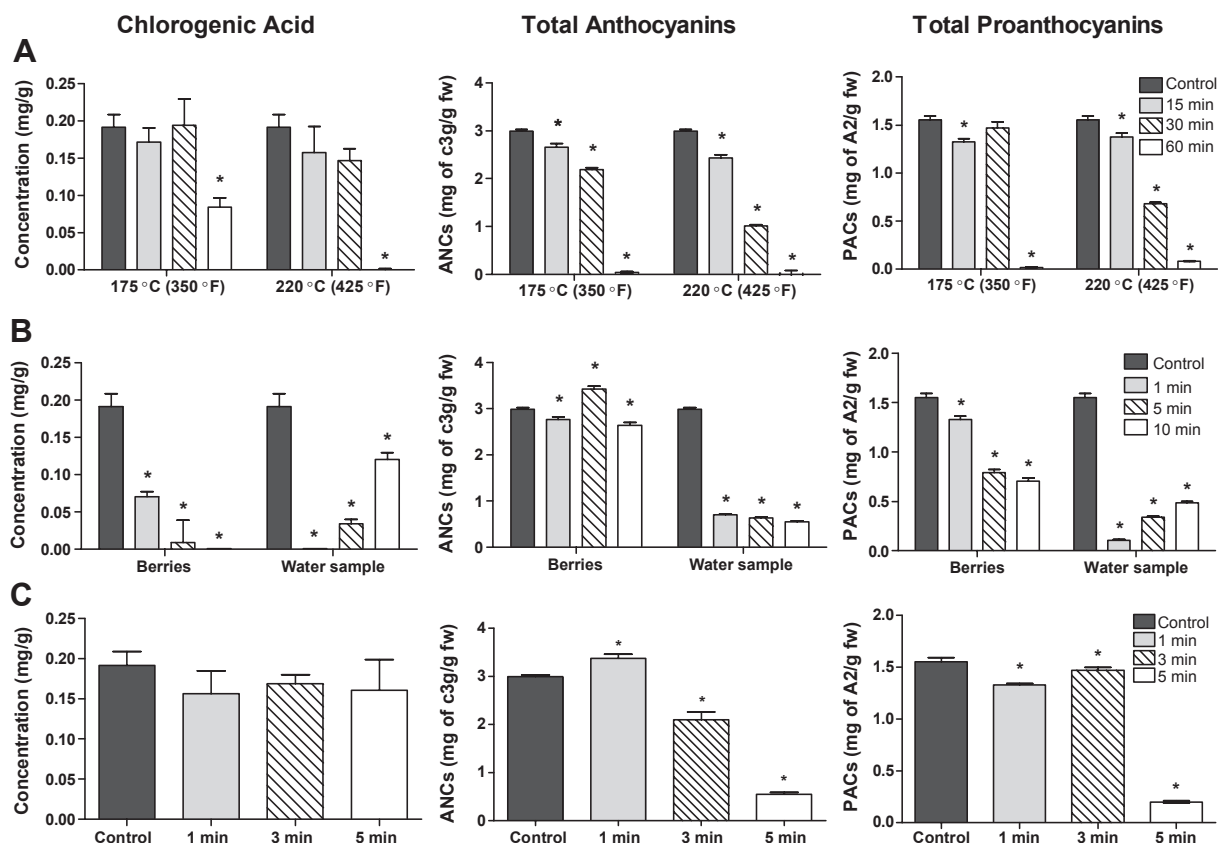 Chlorogenic Acid
Total Anthocyanins
Total Proanthocyanins
A
Concentration (mg/g)
0.25
0.20
0.15
0.10
0.05
0.00
*
*
175 °C (350 °F)
220 °C (425 °F)
ANCs (mg of c3g/g fw)
4
3
2
1
0
*
*
*
*
*
*
175 °C (350 °F)
220 °C (425 °F)
PACs (mg of A2/g fw)
2.0
1.5
1.0
0.5
0.0
*
*
*
*
*
175 °C (350 °F)
220 °C (425 °F)
Control
15 min
30 min
60 min
B
Concentration (mg/g)
0.25
0.20
0.15
0.10
0.05
0.00
*
*
*
*
*
*
Berries
Water sample
ANCs (mg of c3g/g fw)
4
3
2
1
0
*
*
*
*
*
*
Berries
Water sample
PACs (mg of A2/g fw)
2.0
1.5
1.0
0.5
0.0
*
*
*
*
*
*
Berries
Water sample
Control
1 min
5 min
10 min
C
Concentration (mg/g)
0.25
0.20
0.15
0.10
0.05
0.00
Control
1 min
3 min
5 min
ANCs (mg of c3g/g fw)
4
3
2
1
0
*
*
*
Control
1 min
3 min
5 min
PACs (mg of A2/g fw)
2.0
1.5
1.0
0.5
0.0
*
*
*
Control
1 min
3 min
5 min
Control
1 min
3 min
5 min